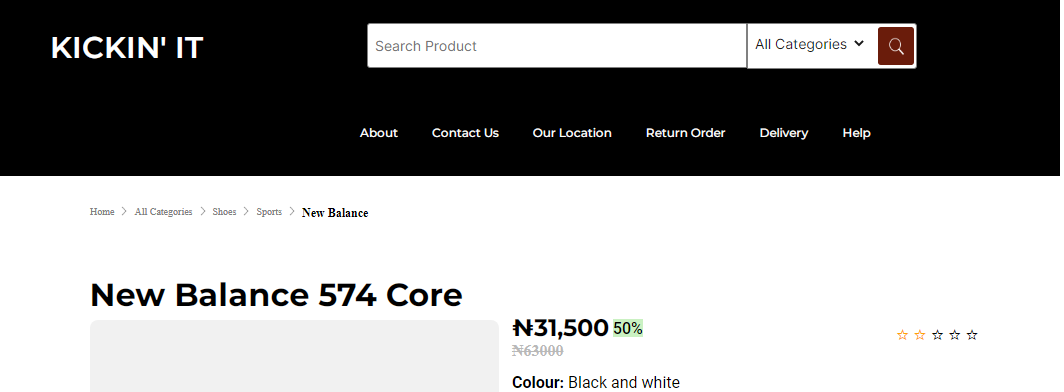 KICKIN' IT
Search Product
All Categories
About Contact Us Our Location Return Order Delivery Help
Home All Categories Shoes Sports New Balance
New Balance 574 Core
₦31,500 50%
₦63000
Colour: Black and white